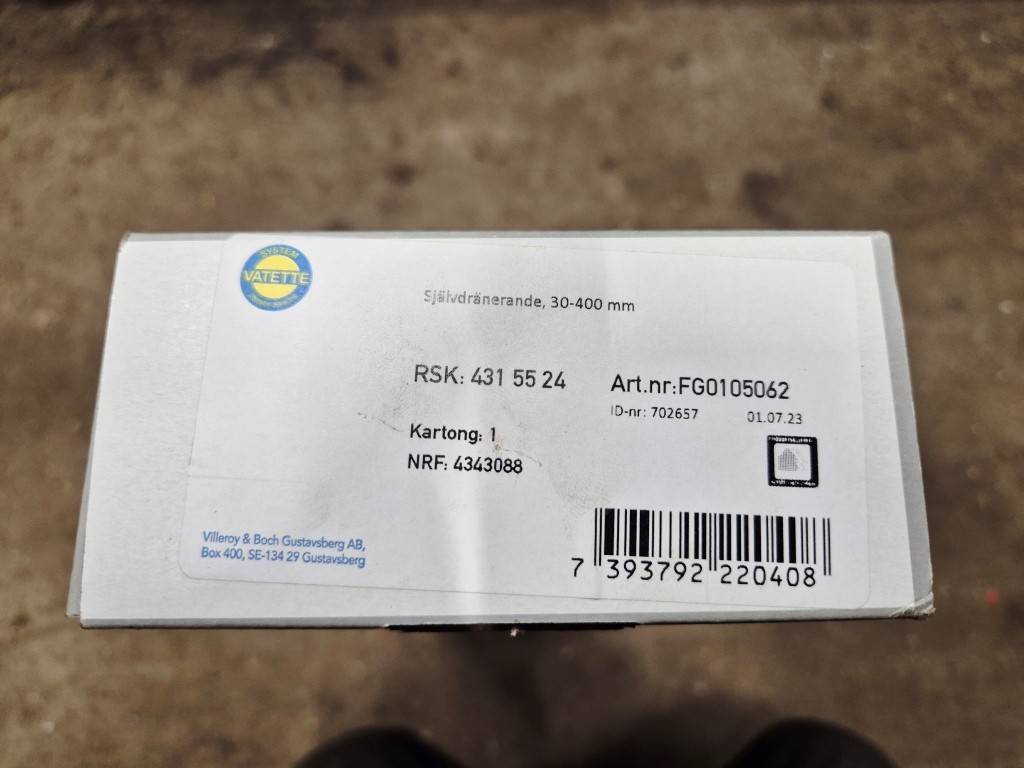 SYSTEM
VATETTE
Självdränerande, 30-400 mm
RSK: 431 55 24
Art.nr:FG0105062
ID-nr: 702657 01.07.23
Kartong: 1
NRF: 4343088
Villeroy & Boch Gustavsberg AB,
Box 400, SE-134 29 Gustavsberg
7 393792 220408